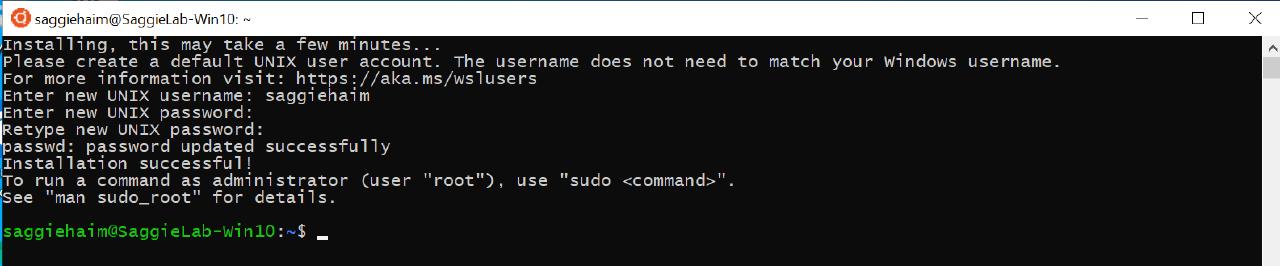 saggiehaim@SaggieLab-Win10: ~
Installing, this may take a few minutes...
Please create a default UNIX user account. The username does not need to match your Windows username.
For more information visit: https://aka.ms/wslusers
Enter new UNIX username: saggiehaim
Enter new UNIX password:
Retype new UNIX password:
passwd: password updated successfully
Installation successful!
To run a command as administrator (user "root"), use "sudo <command>".
See "man sudo_root" for details.
saggiehaim@SaggieLab-Win10:~$